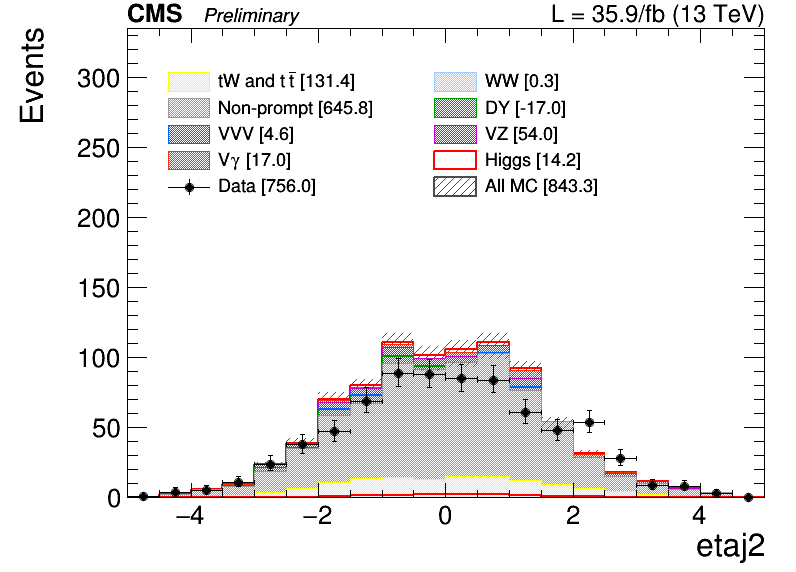 CMS Preliminary L = 35.9/fb (13 TeV)
Events
300
250
200
150
100
50
0
tW and t t̄ [131.4]
Non-prompt [645.8]
VVV [4.6]
Vγ [17.0]
Data [756.0]
WW [0.3]
DY [-17.0]
VZ [54.0]
Higgs [14.2]
All MC [843.3]
−4 −2 0 2 4
etaj2